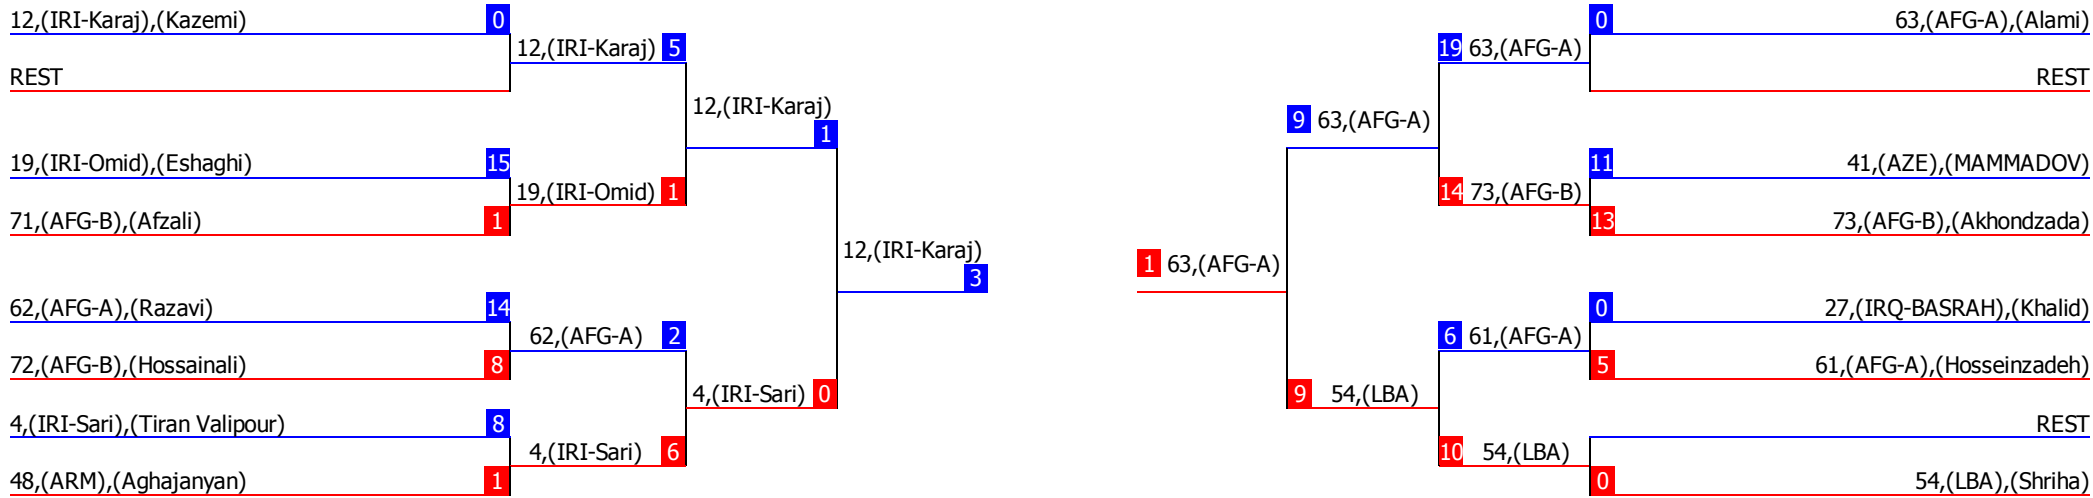 12,(IRI-Karaj),(Kazemi) 0
REST
12,(IRI-Karaj) 5
19,(IRI-Omid),(Eshaghi) 15
71,(AFG-B),(Afzali) 1
19,(IRI-Omid) 1
12,(IRI-Karaj) 1
62,(AFG-A),(Razavi) 14
72,(AFG-B),(Hossainali) 8
62,(AFG-A) 2
4,(IRI-Sari),(Tiran Valipour) 8
48,(ARM),(Aghajanyan) 1
4,(IRI-Sari) 6
4,(IRI-Sari) 0
12,(IRI-Karaj) 3
1 63,(AFG-A)
9 63,(AFG-A)
9 54,(LBA)
19 63,(AFG-A)
14 73,(AFG-B)
6 61,(AFG-A)
10 54,(LBA)
0 63,(AFG-A),(Alami)
REST
11 41,(AZE),(MAMMADOV)
13 73,(AFG-B),(Akhondzada)
0 27,(IRQ-BASRAH),(Khalid)
5 61,(AFG-A),(Hosseinzadeh)
REST
0 54,(LBA),(Shriha)